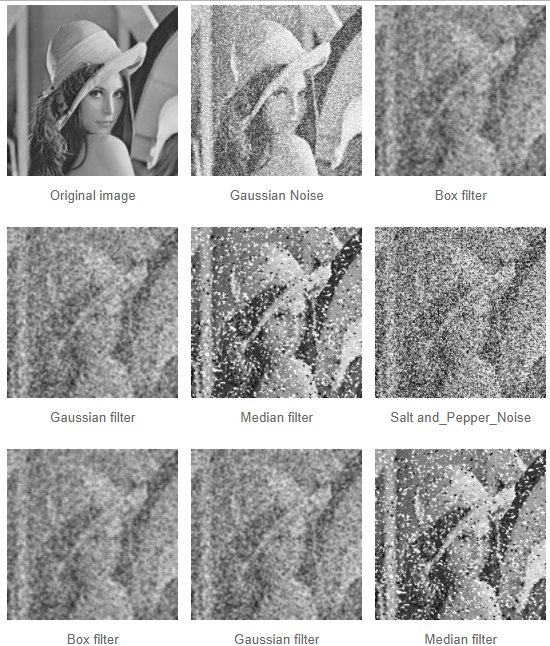 Original image
Gaussian Noise
Box filter
Gaussian filter
Median filter
Salt and_Pepper_Noise
Box filter
Gaussian filter
Median filter